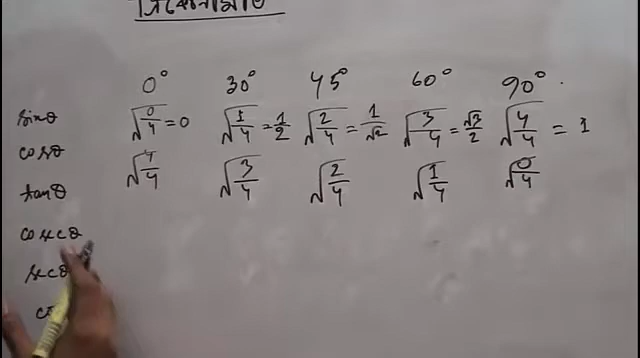 ত্রিকোণমিতি
0° 30° 45° 60° 90°
sinθ √0/4 = 0 √1/4 = 1/2 √2/4 = 1/√2 √3/4 = √3/2 √4/4 = 1
cosθ √4/4 √3/4 √2/4 √1/4 √0/4
tanθ
cosecθ
secθ